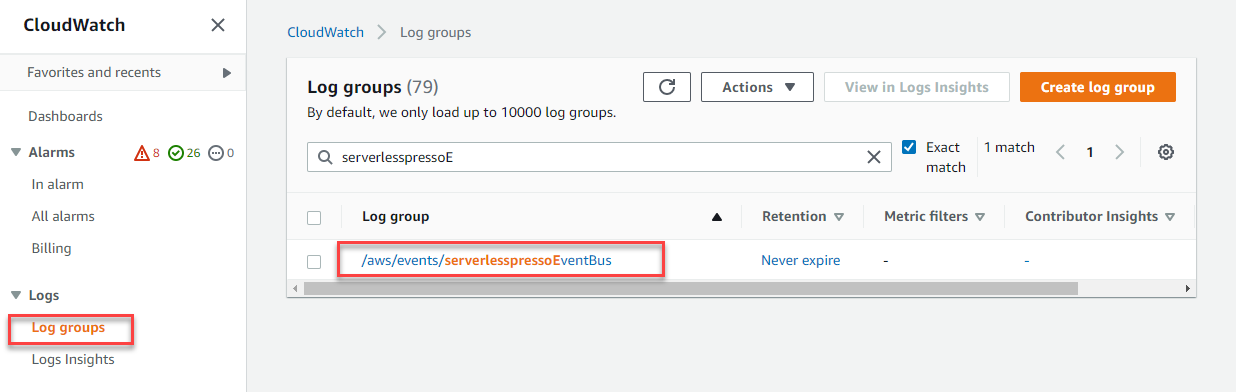 CloudWatch
Favorites and recents
Dashboards
Alarms 8 26 0
In alarm
All alarms
Billing
Logs
Log groups
Logs Insights
CloudWatch Log groups
Log groups (79)
Actions
View in Logs Insights
Create log group
By default, we only load up to 10000 log groups.
serverlesspressoE
Exact
match
1 match
1
Log group Retention Metric filters Contributor Insights
/aws/events/serverlesspressoEventBus Never expire - -